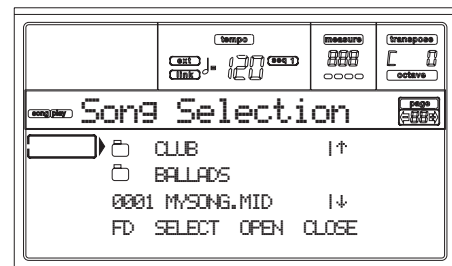 tempo
measure
transpose
ext
link
120
seq 1
888
C 0
octave
song play
Song Selection
page
88
CLUB
BALLADS
0001 MYSONG.MID
FD SELECT OPEN CLOSE